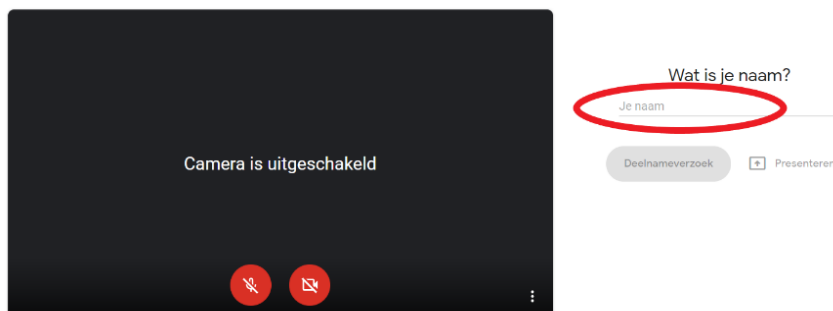 Wat is je naam?
Je naam
Camera is uitgeschakeld
Deelnameverzoek
Presenteren